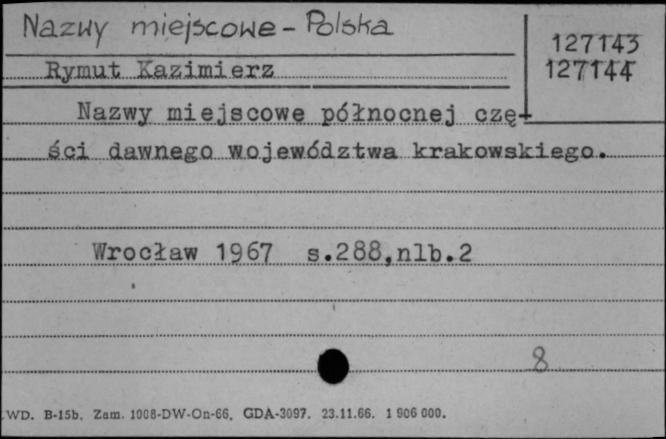 Nazwy miejscowe - Polska
127143
127144
Rymut Kazimierz
Nazwy miejscowe północnej czę-
ści dawnego województwa krakowskiego.
Wrocław 1967 s.288,nlb.2
8
WD. B-15b. Zam. 1008-DW-On-66. GDA-3097. 23.11.66. 1 906 000.